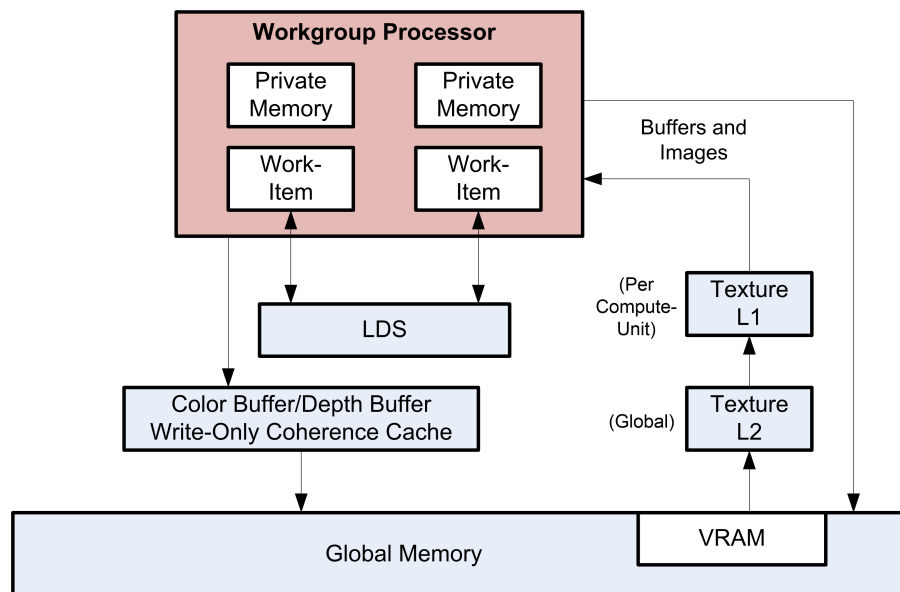 Workgroup Processor
Private
Memory
Private
Memory
Work-
Item
Work-
Item
Buffers and
Images
LDS
(Per
Compute-
Unit)
Texture
L1
Color Buffer/Depth Buffer
Write-Only Coherence Cache
(Global)
Texture
L2
Global Memory
VRAM